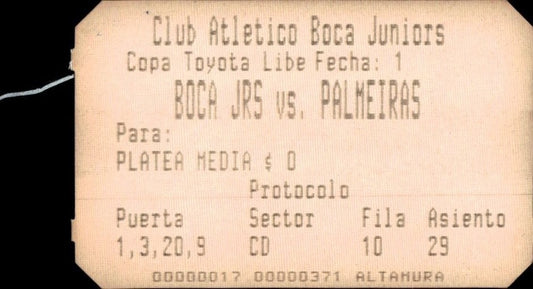 Club Atletico Boca Juniors
Copa Toyota Libe Fecha: 1
BOCA JRS vs. PALMEIRAS
Para:
PLATEA MEDIA $ 0
Protocolo
Puerta Sector Fila Asiento
1,3,20,9 CD 10 29
00000017 00000371 ALTAMURA